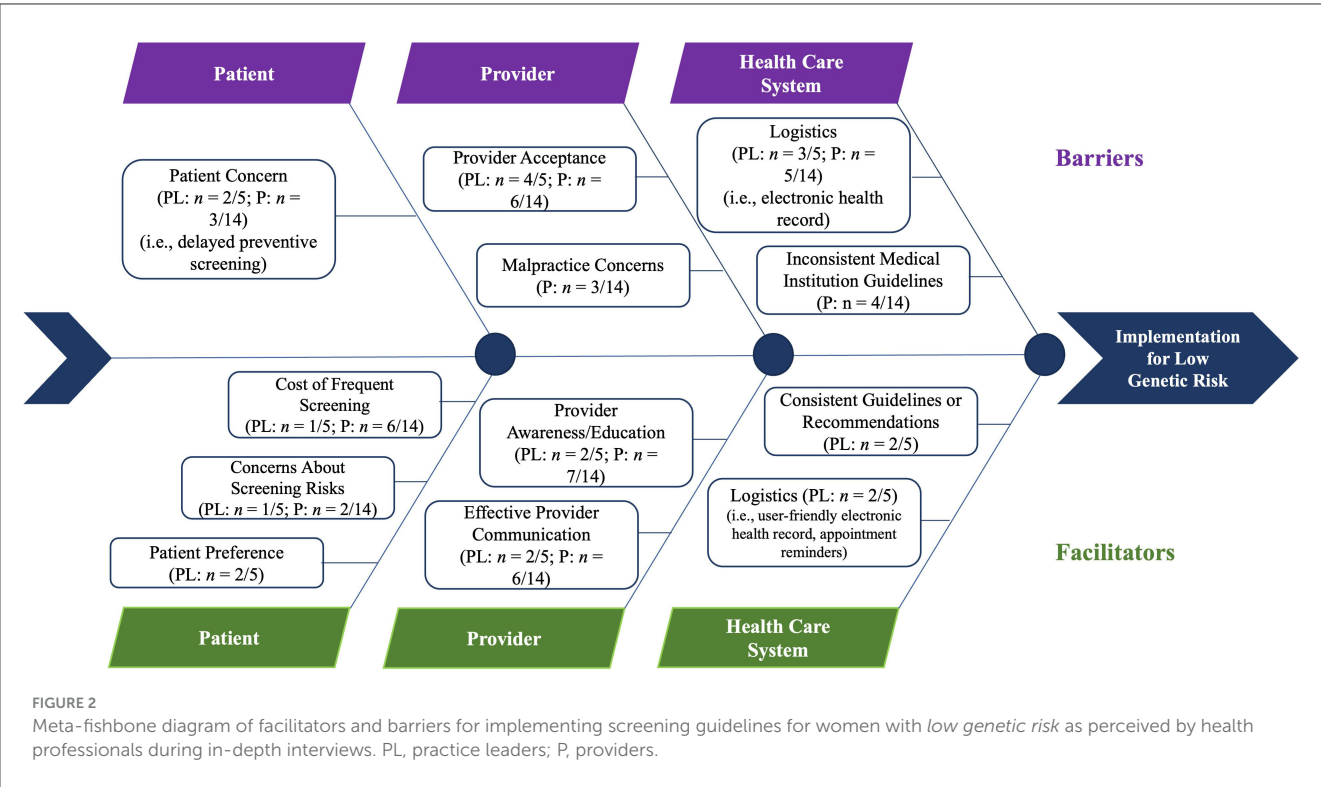 Patient
Provider
Health Care
System
Patient Concern
(PL: n = 2/5; P: n =
3/14)
(i.e., delayed preventive
screening)
Provider Acceptance
(PL: n = 4/5; P: n =
6/14)
Malpractice Concerns
(P: n = 3/14)
Logistics
(PL: n = 3/5; P: n =
5/14)
(i.e., electronic health
record)
Inconsistent Medical
Institution Guidelines
(P: n = 4/14)
Barriers
Implementation
for Low
Genetic Risk
Cost of Frequent
Screening
(PL: n = 1/5; P: n = 6/14)
Concerns About
Screening Risks
(PL: n = 1/5; P: n = 2/14)
Patient Preference
(PL: n = 2/5)
Provider
Awareness/Education
(PL: n = 2/5; P: n =
7/14)
Effective Provider
Communication
(PL: n = 2/5; P: n =
6/14)
Consistent Guidelines or
Recommendations
(PL: n = 2/5)
Logistics (PL: n = 2/5)
(i.e., user-friendly electronic
health record, appointment
reminders)
Facilitators
Patient
Provider
Health Care
System
FIGURE 2
Meta-fishbone diagram of facilitators and barriers for implementing screening guidelines for women with low genetic risk as perceived by health
professionals during in-depth interviews. PL, practice leaders; P, providers.